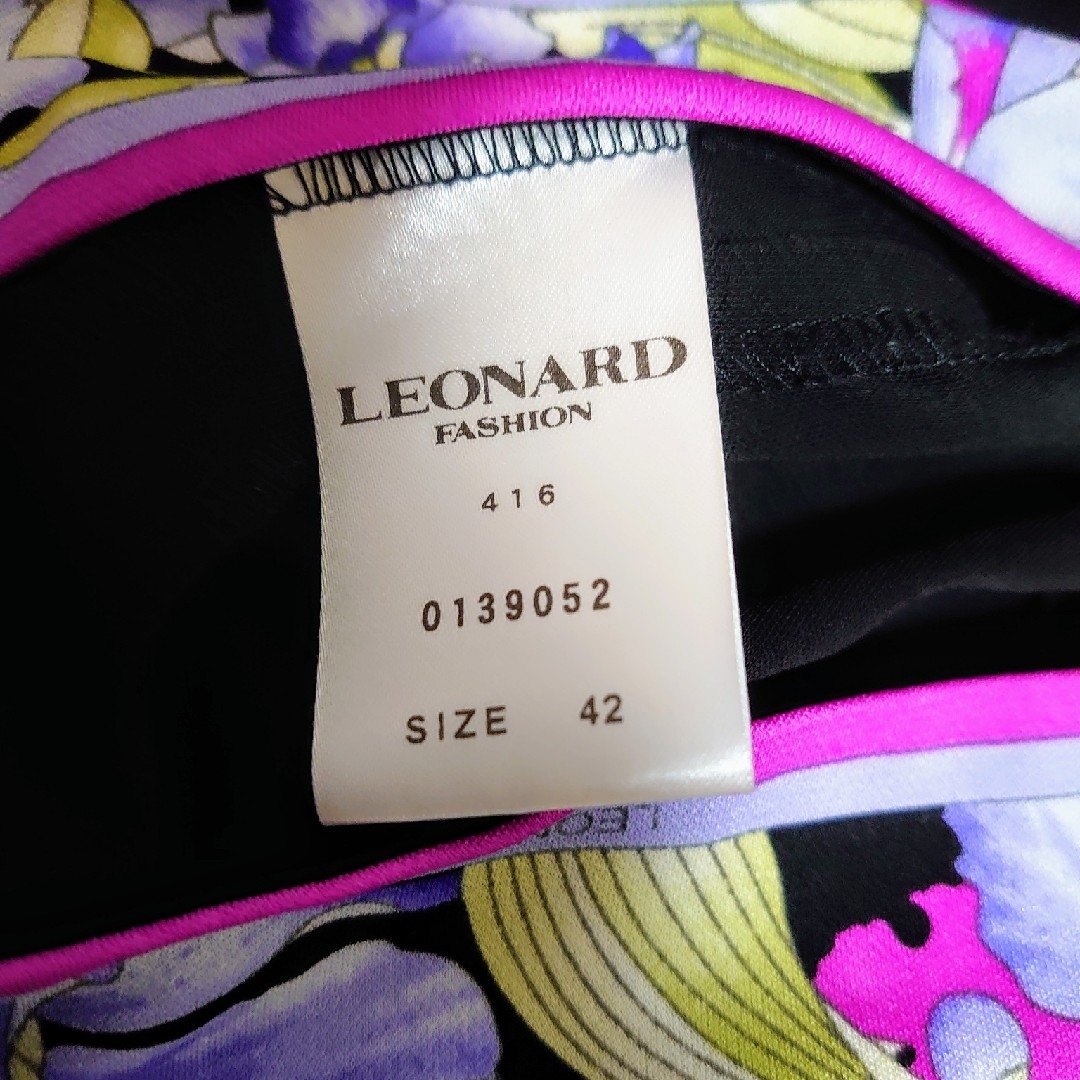 LEONARD
FASHION
416
0139052
SIZE 42